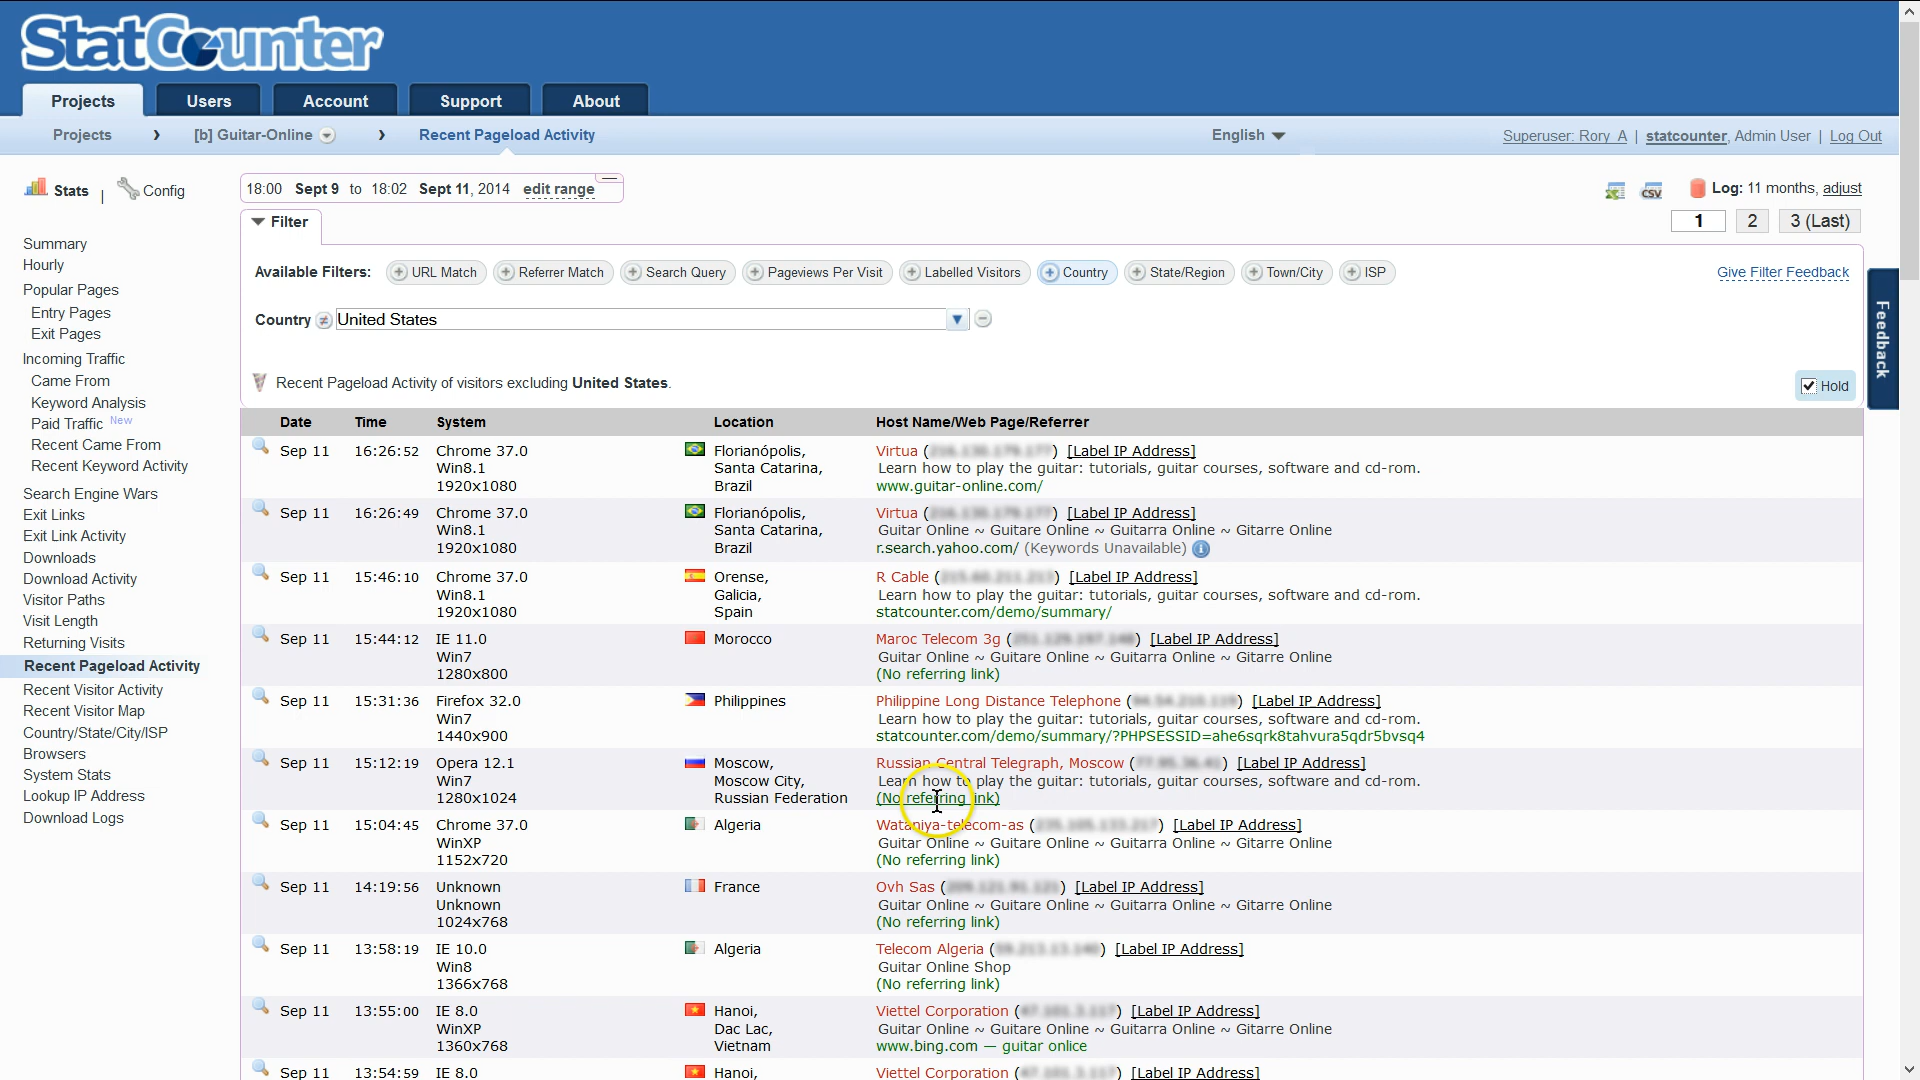 StatCounter
Projects Users Account Support About
Projects › [b] Guitar-Online › Recent Pageload Activity English Superuser: Rory A | statcounter, Admin User | Log Out
Stats | Config
18:00 Sept 9 to 18:02 Sept 11, 2014 edit range
CSV Log: 11 months, adjust
1 2 3 (Last)
Filter
Available Filters: URL Match Referrer Match Search Query Pageviews Per Visit Labelled Visitors Country State/Region Town/City ISP Give Filter Feedback
Country ≠ United States
Recent Pageload Activity of visitors excluding United States.
Hold
Feedback
Summary
Hourly
Popular Pages
Entry Pages
Exit Pages
Incoming Traffic
Came From
Keyword Analysis
Paid Traffic New
Recent Came From
Recent Keyword Activity
Search Engine Wars
Exit Links
Exit Link Activity
Downloads
Download Activity
Visitor Paths
Visit Length
Returning Visits
Recent Pageload Activity
Recent Visitor Activity
Recent Visitor Map
Country/State/City/ISP
Browsers
System Stats
Lookup IP Address
Download Logs
Date Time System Location Host Name/Web Page/Referrer
Sep 11 16:26:52 Chrome 37.0 Florianópolis, Virtua ( ) [Label IP Address]
Win8.1 Santa Catarina, Learn how to play the guitar: tutorials, guitar courses, software and cd-rom.
1920x1080 Brazil www.guitar-online.com/
Sep 11 16:26:49 Chrome 37.0 Florianópolis, Virtua ( ) [Label IP Address]
Win8.1 Santa Catarina, Guitar Online ~ Guitare Online ~ Guitarra Online ~ Gitarre Online
1920x1080 Brazil r.search.yahoo.com/ (Keywords Unavailable) i
Sep 11 15:46:10 Chrome 37.0 Orense, R Cable ( ) [Label IP Address]
Win8.1 Galicia, Learn how to play the guitar: tutorials, guitar courses, software and cd-rom.
1920x1080 Spain statcounter.com/demo/summary/
Sep 11 15:44:12 IE 11.0 Morocco Maroc Telecom 3g ( ) [Label IP Address]
Win7 Guitar Online ~ Guitare Online ~ Guitarra Online ~ Gitarre Online
1280x800 (No referring link)
Sep 11 15:31:36 Firefox 32.0 Philippines Philippine Long Distance Telephone ( ) [Label IP Address]
Win7 Learn how to play the guitar: tutorials, guitar courses, software and cd-rom.
1440x900 statcounter.com/demo/summary/?PHPSESSID=ahe6sqrk8tahvura5qdr5bvsq4
Sep 11 15:12:19 Opera 12.1 Moscow, Russian Central Telegraph, Moscow ( ) [Label IP Address]
Win7 Moscow City, Learn how to play the guitar: tutorials, guitar courses, software and cd-rom.
1280x1024 Russian Federation (No referring link)
Sep 11 15:04:45 Chrome 37.0 Algeria Wataniya-telecom-as ( ) [Label IP Address]
WinXP Guitar Online ~ Guitare Online ~ Guitarra Online ~ Gitarre Online
1152x720 (No referring link)
Sep 11 14:19:56 Unknown France Ovh Sas ( ) [Label IP Address]
Unknown Guitar Online ~ Guitare Online ~ Guitarra Online ~ Gitarre Online
1024x768 (No referring link)
Sep 11 13:58:19 IE 10.0 Algeria Telecom Algeria ( ) [Label IP Address]
Win8 Guitar Online Shop
1366x768 (No referring link)
Sep 11 13:55:00 IE 8.0 Hanoi, Viettel Corporation ( ) [Label IP Address]
WinXP Dac Lac, Guitar Online ~ Guitare Online ~ Guitarra Online ~ Gitarre Online
1360x768 Vietnam www.bing.com — guitar onlice
Sep 11 13:54:59 IE 8.0 Hanoi, Viettel Corporation ( ) [Label IP Address]